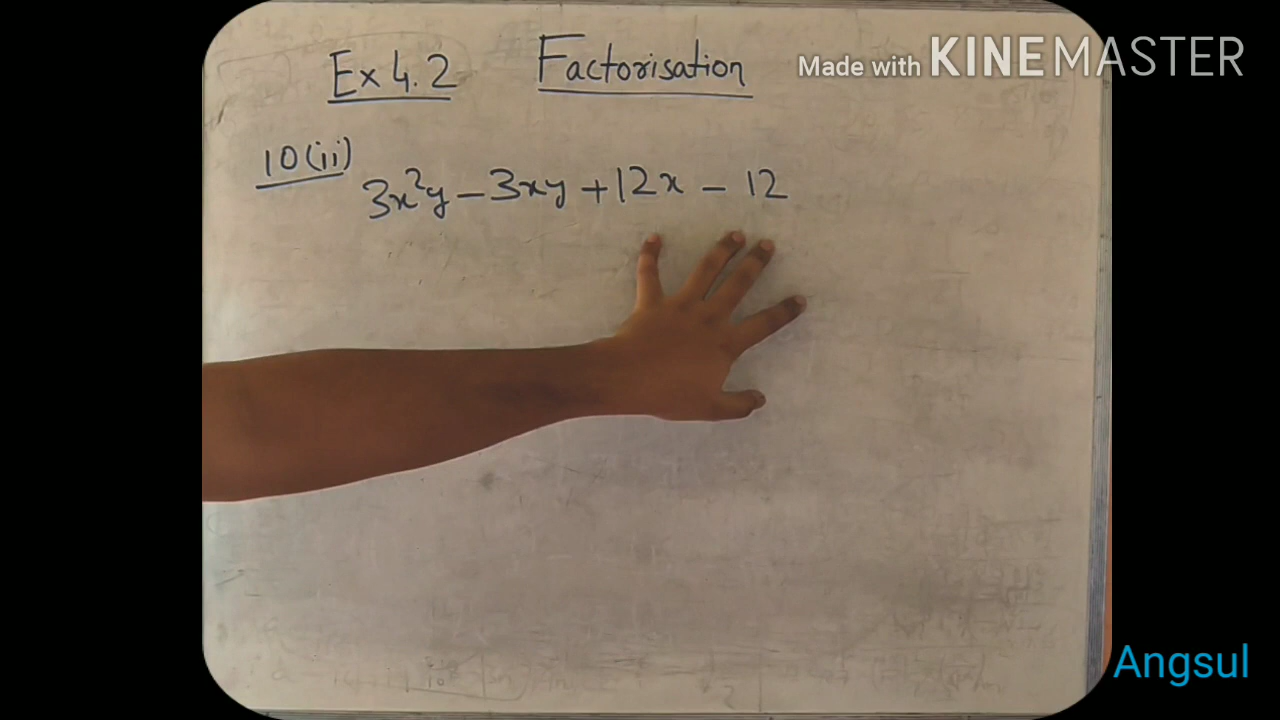 Ex 4.2 Factorisation
Made with KINEMASTER
10(ii) 3x²y - 3xy + 12x - 12
Angsul